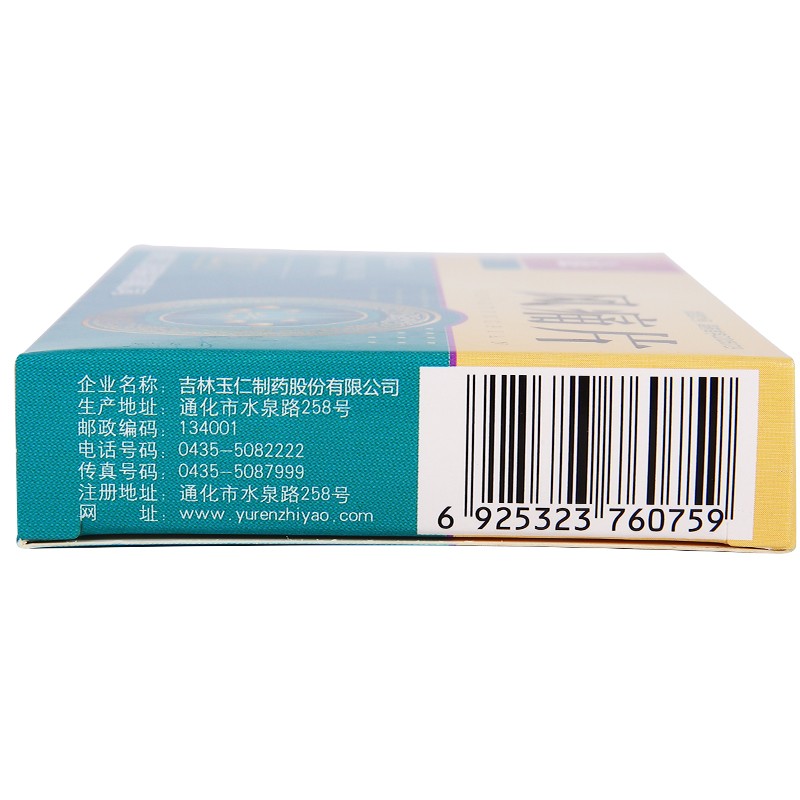 企业名称：吉林玉仁制药股份有限公司
生产地址：通化市水泉路258号
邮政编码：134001
电话号码：0435-5082222
传真号码：0435-5087999
注册地址：通化市水泉路258号
网 址：www.yurenzhiyao.com
6 925323 760759